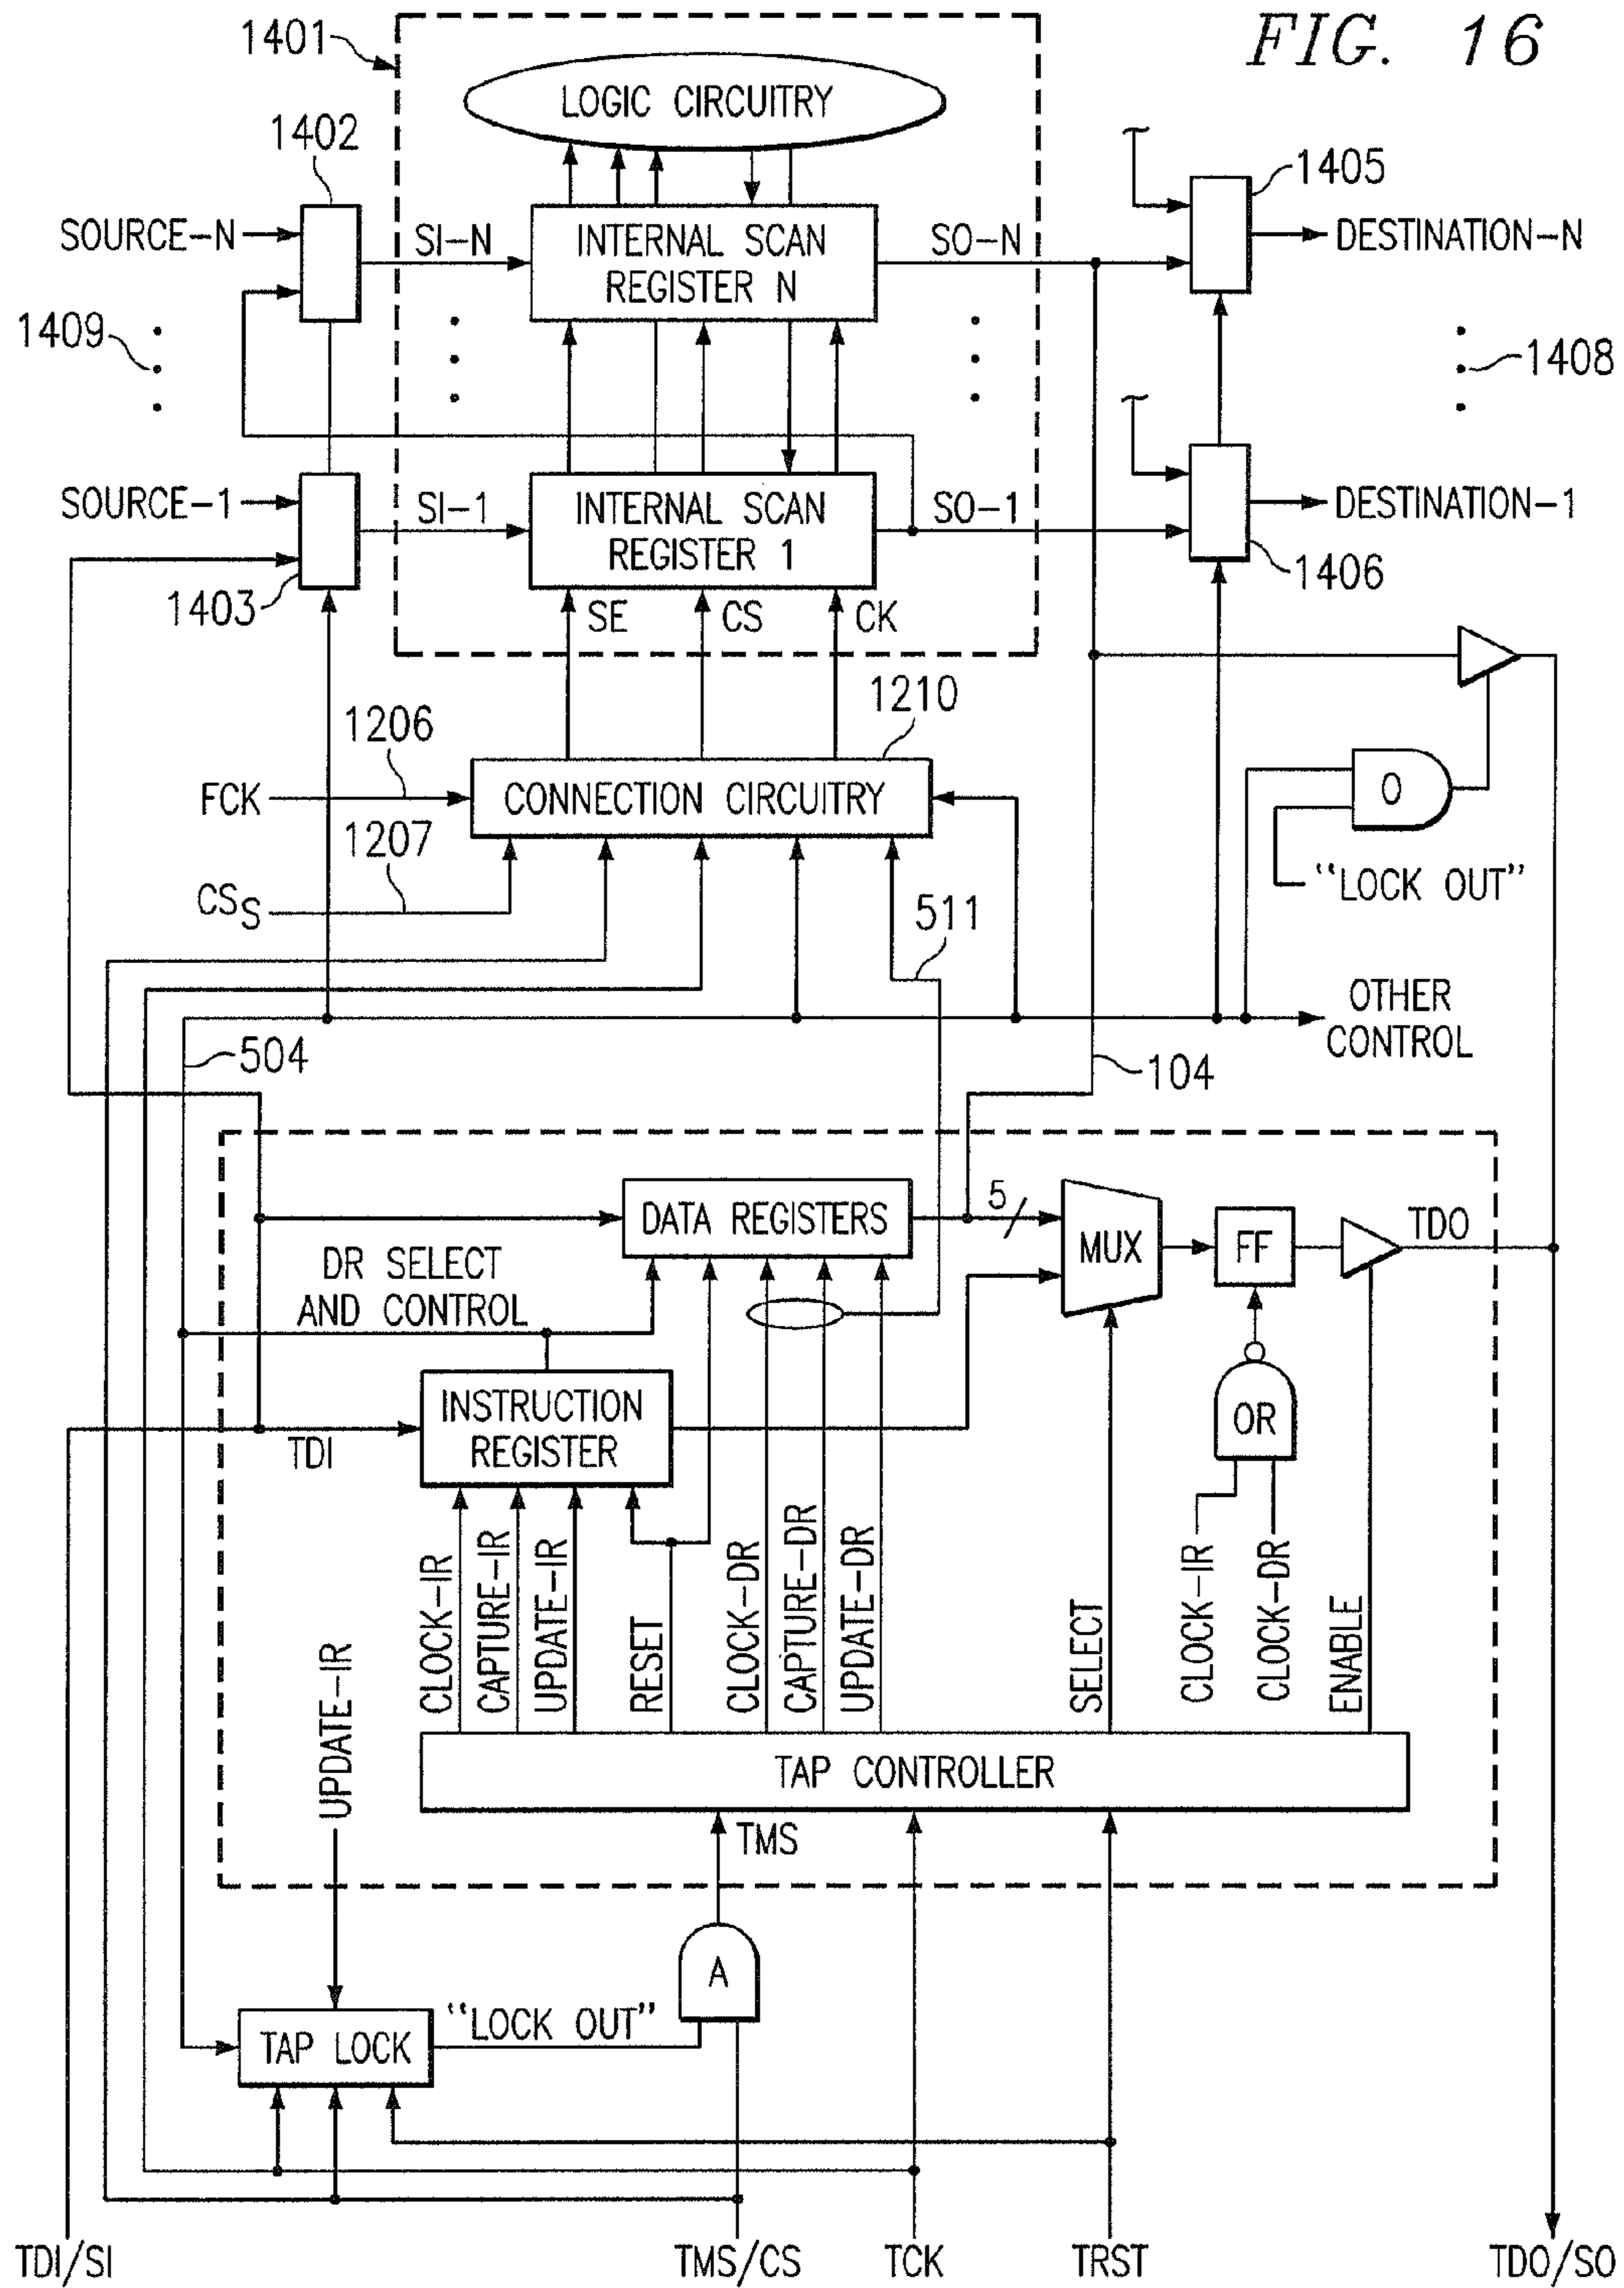 FIG. 16
1401
LOGIC CIRCUITRY
1402
1405
SOURCE-N
SI-N
INTERNAL SCAN
REGISTER N
SO-N
DESTINATION-N
1409
1408
SOURCE-1
SI-1
INTERNAL SCAN
REGISTER 1
SO-1
DESTINATION-1
1403
1406
SE
CS
CK
1206
1210
FCK
CONNECTION CIRCUITRY
O
1207
"LOCK OUT"
CSS
511
OTHER
CONTROL
504
104
DATA REGISTERS
5
MUX
FF
TDO
DR SELECT
AND CONTROL
INSTRUCTION
REGISTER
TDI
OR
CLOCK-IR
CAPTURE-IR
UPDATE-IR
RESET
CLOCK-DR
CAPTURE-DR
UPDATE-DR
SELECT
CLOCK-IR
CLOCK-DR
ENABLE
UPDATE-IR
TAP CONTROLLER
TMS
A
"LOCK OUT"
TAP LOCK
TDI/SI
TMS/CS
TCK
TRST
TDO/SO